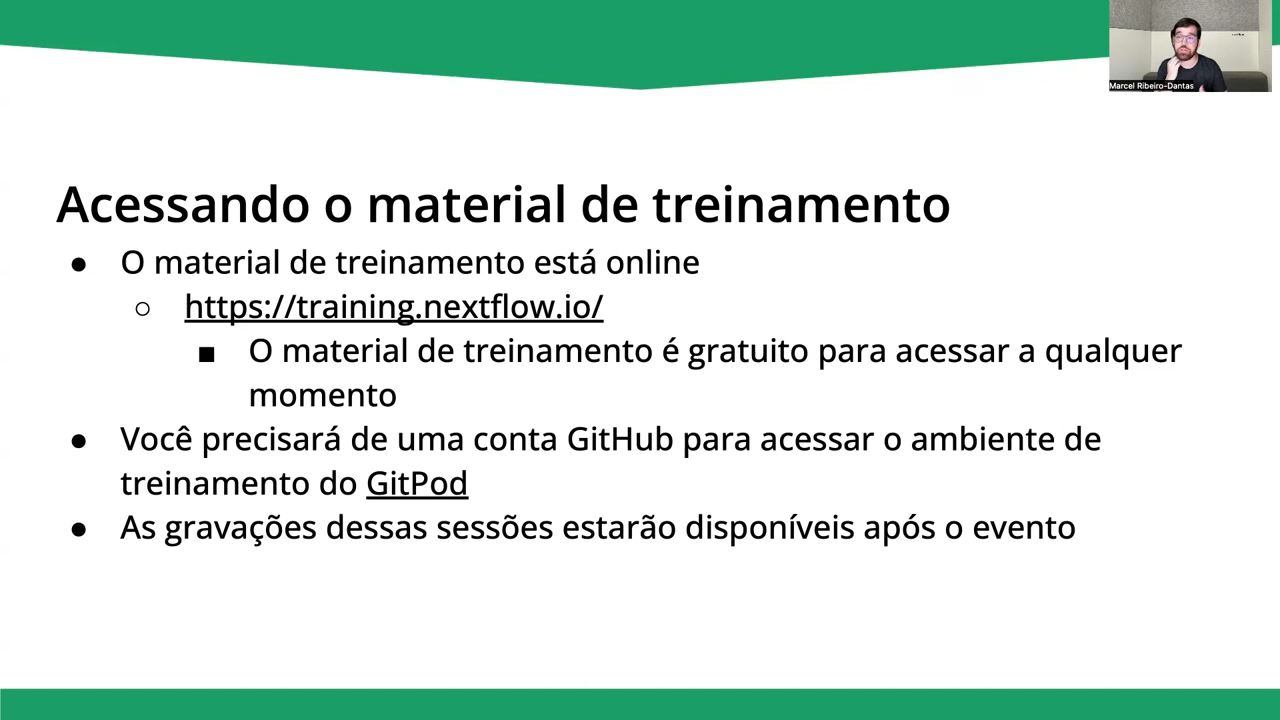 Marcel Ribeiro-Dantas
Acessando o material de treinamento
● O material de treinamento está online
○ https://training.nextflow.io/
■ O material de treinamento é gratuito para acessar a qualquer
momento
● Você precisará de uma conta GitHub para acessar o ambiente de
treinamento do GitPod
● As gravações dessas sessões estarão disponíveis após o evento